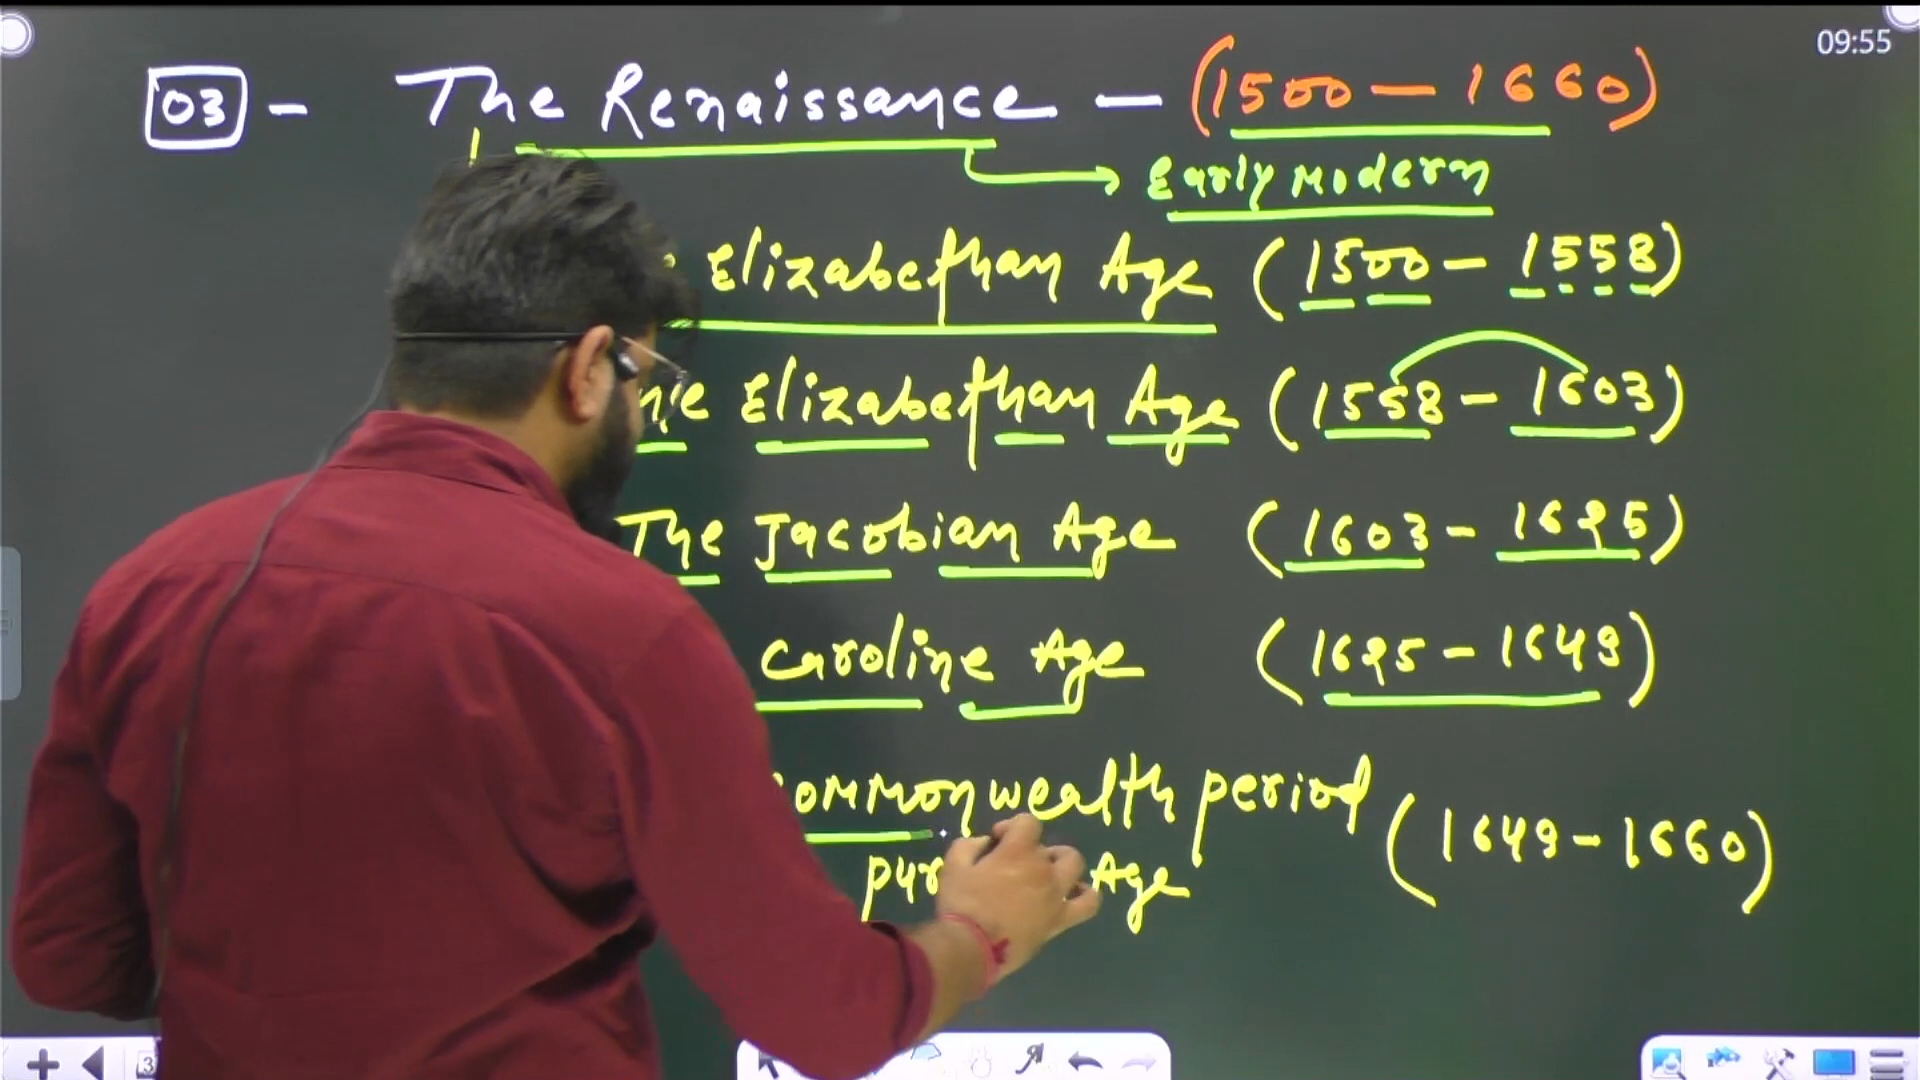 09:55
03 - The Renaissance - (1500 - 1660)
Early Modern
Elizabethan Age (1500 - 1558)
Elizabethan Age (1558 - 1603)
The Jacobian Age (1603 - 1625)
Caroline Age (1625 - 1649)
Commonwealth period
(1649 - 1660)
Age